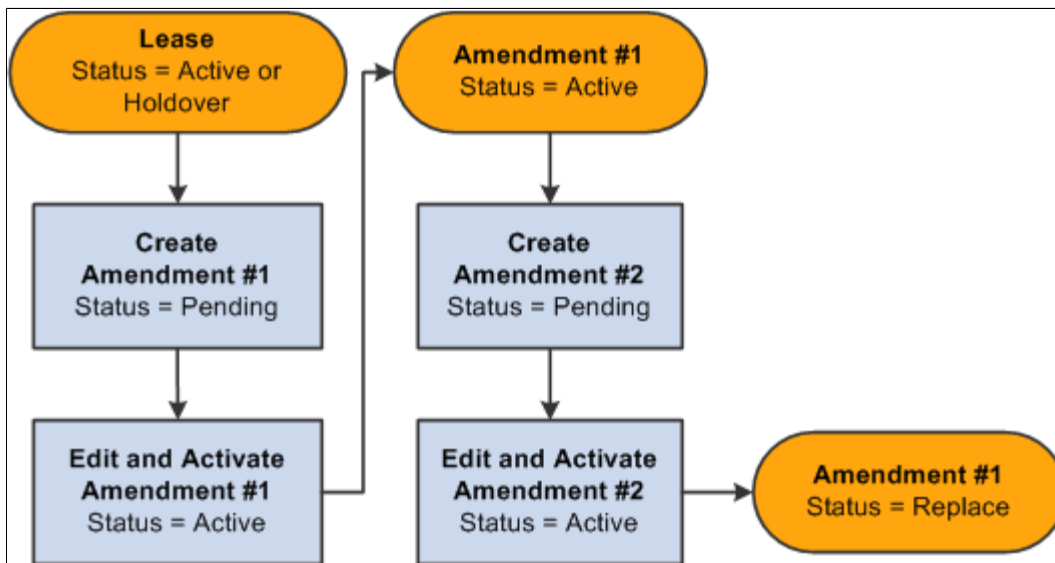 Lease
Status = Active or
Holdover
Create
Amendment #1
Status = Pending
Edit and Activate
Amendment #1
Status = Active
Amendment #1
Status = Active
Create
Amendment #2
Status = Pending
Edit and Activate
Amendment #2
Status = Active
Amendment #1
Status = Replace